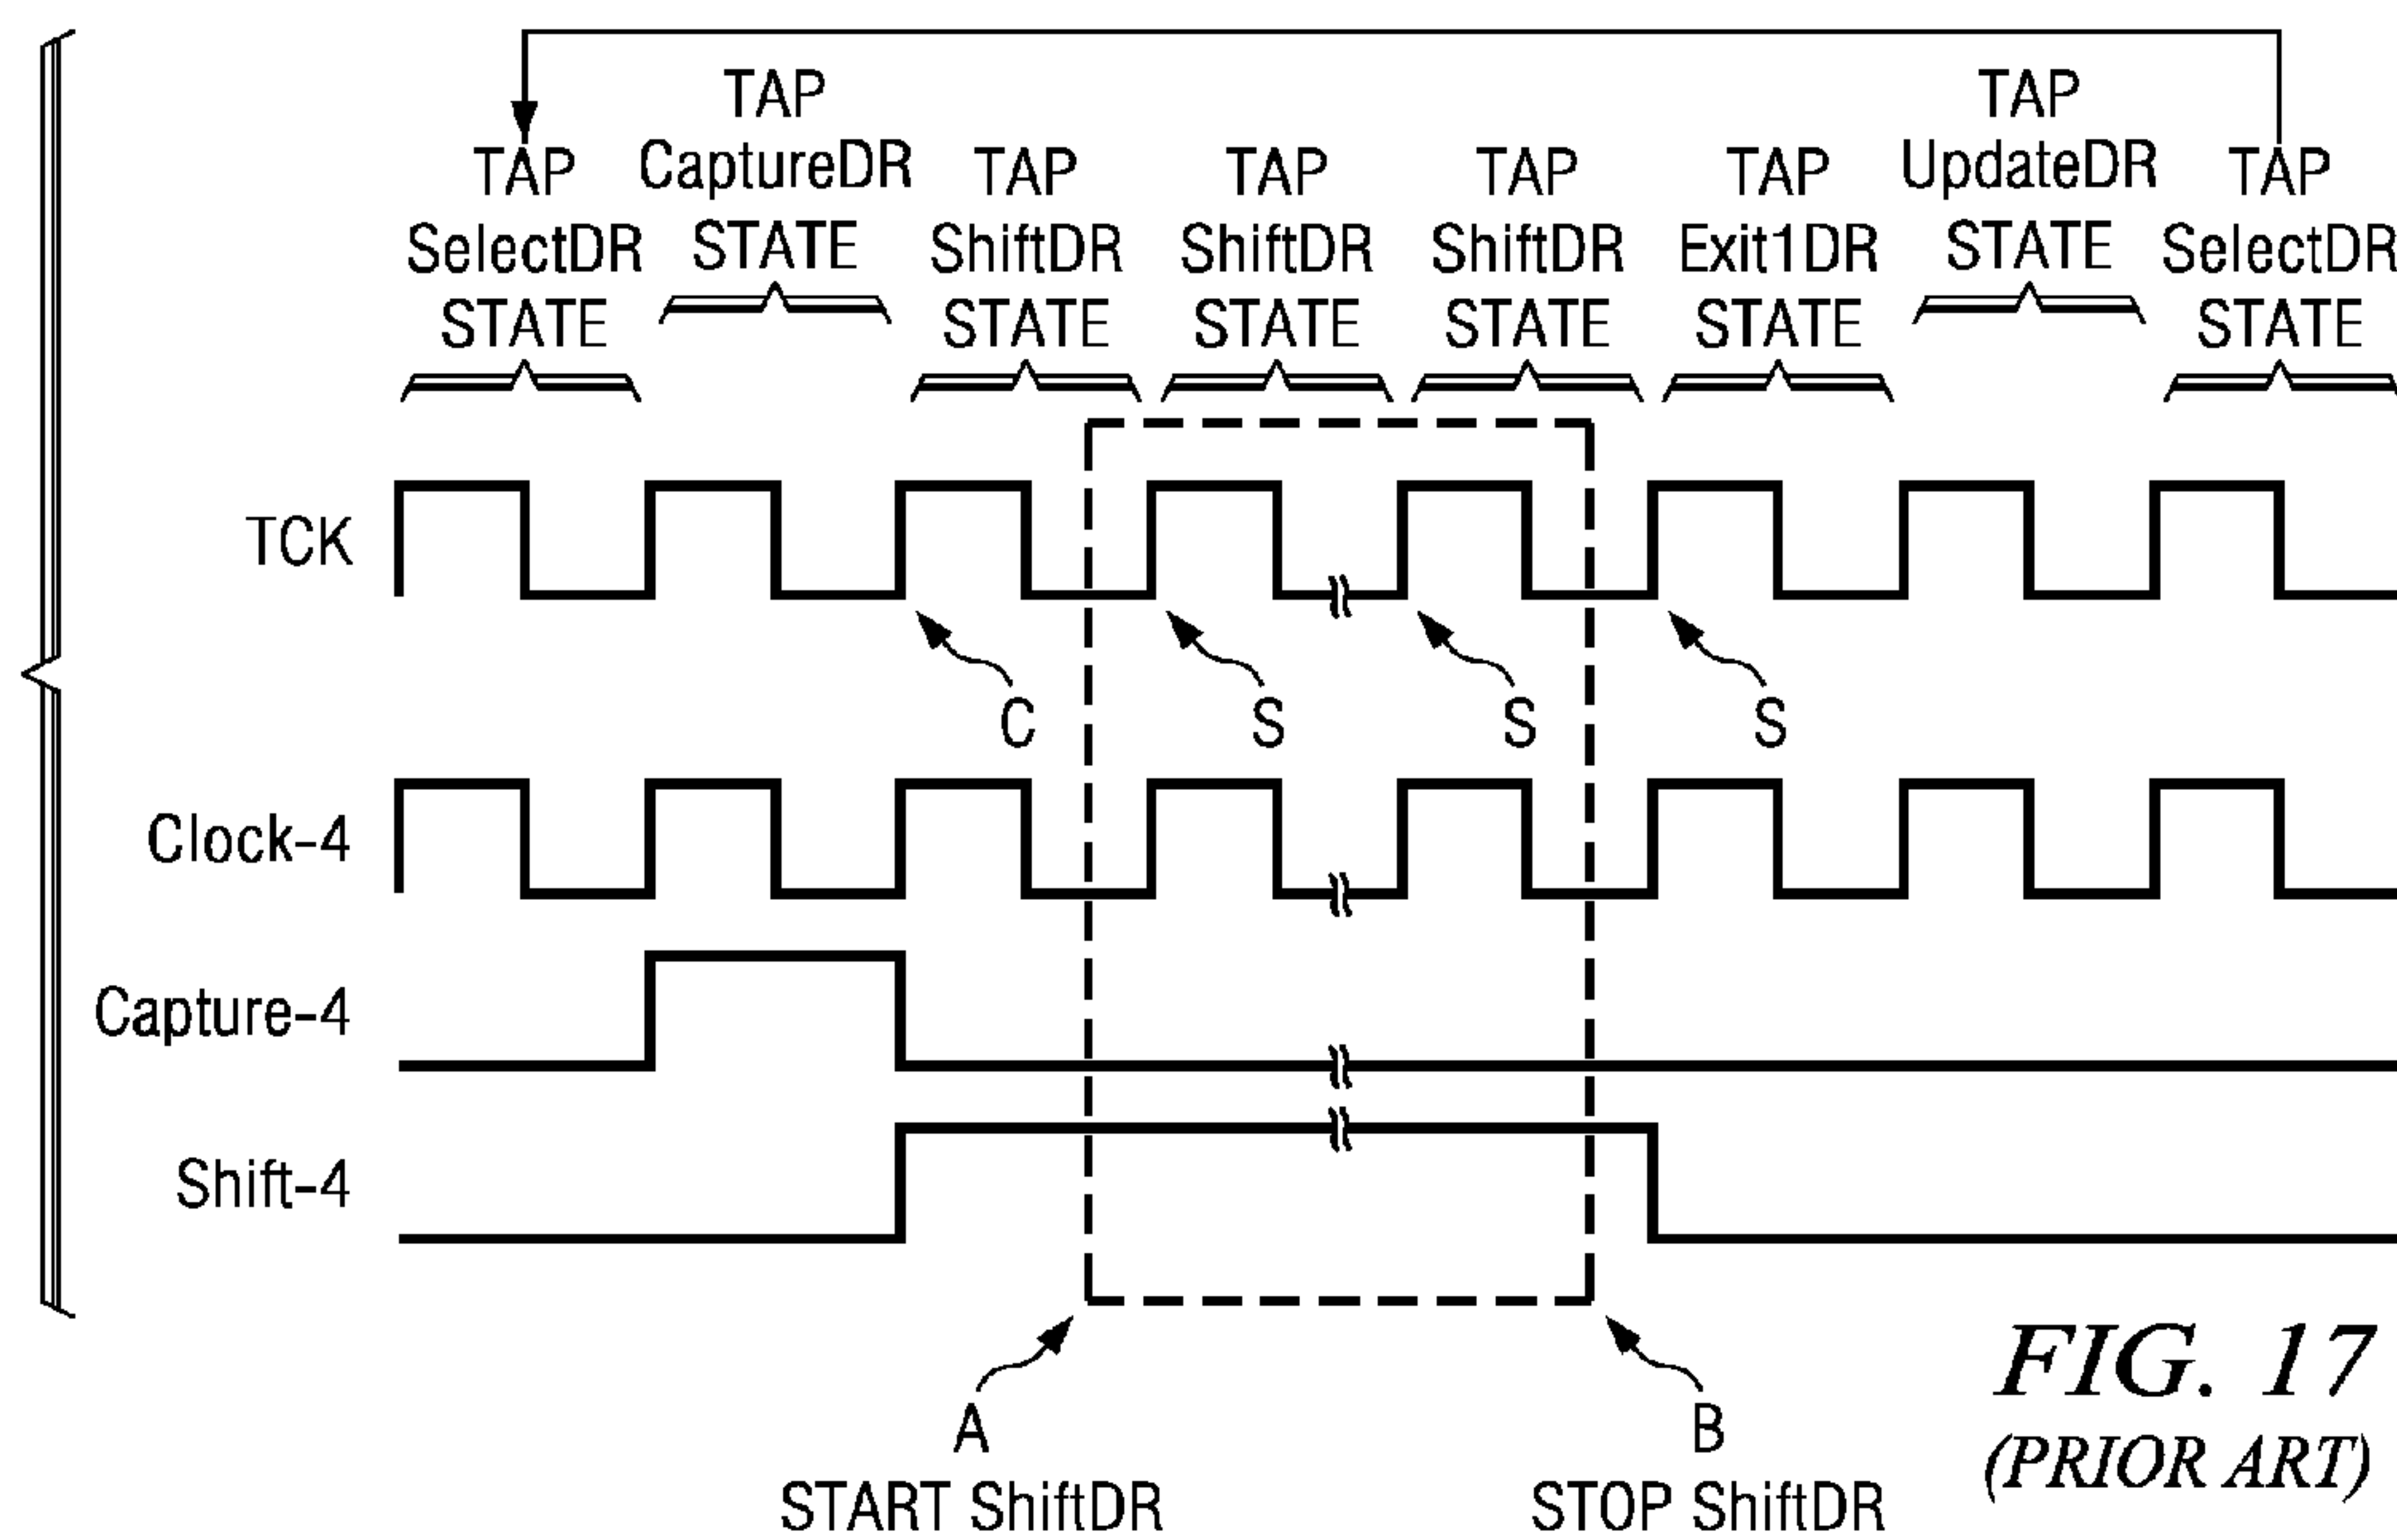 TAP
SelectDR
STATE
TAP
CaptureDR
STATE
TAP
ShiftDR
STATE
TAP
ShiftDR
STATE
TAP
ShiftDR
STATE
TAP
Exit1DR
STATE
TAP
UpdateDR
STATE
TAP
SelectDR
STATE
TCK
C
S
S
S
Clock-4
Capture-4
Shift-4
A
START ShiftDR
B
STOP ShiftDR
FIG. 17
(PRIOR ART)